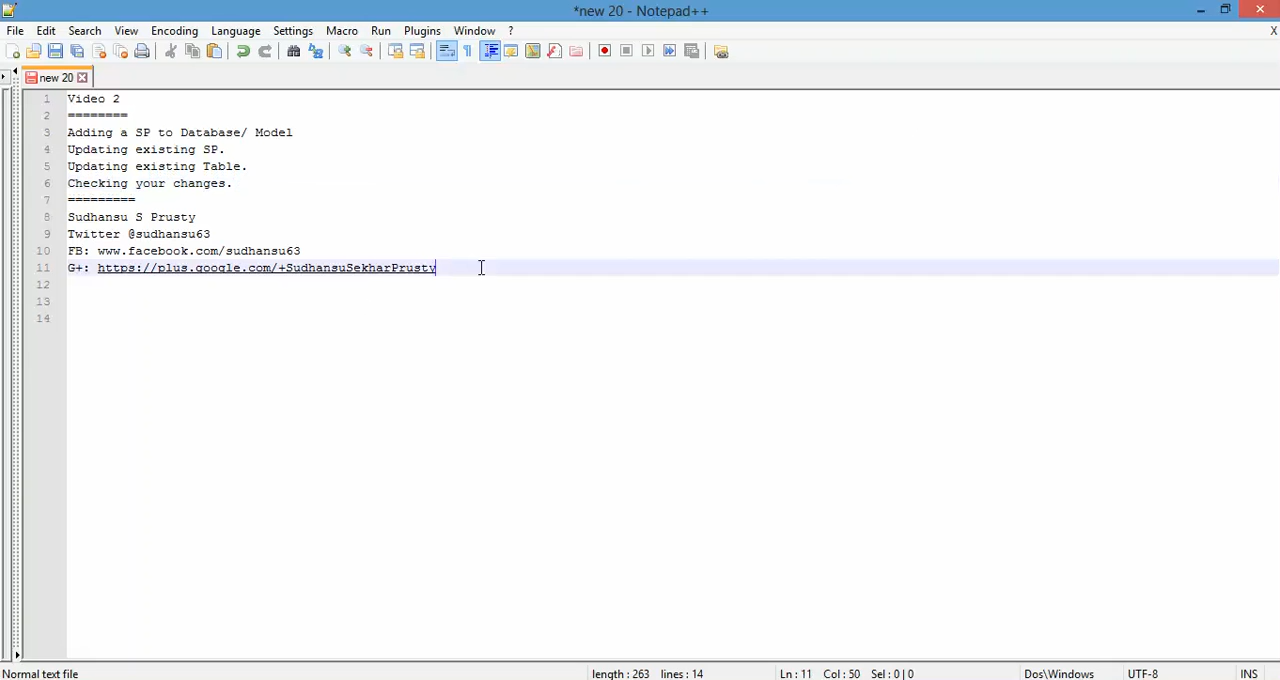 *new 20 - Notepad++
File Edit Search View Encoding Language Settings Macro Run Plugins Window ? X
new 20
1 Video 2
2 ========
3 Adding a SP to Database/ Model
4 Updating existing SP.
5 Updating existing Table.
6 Checking your changes.
7 =========
8 Sudhansu S Prusty
9 Twitter @sudhansu63
10 FB: www.facebook.com/sudhansu63
11 G+: https://plus.google.com/+SudhansuSekharPrusty
12
13
14
Normal text file length : 263 lines : 14 Ln : 11 Col : 50 Sel : 0 | 0 Dos\Windows UTF-8 INS